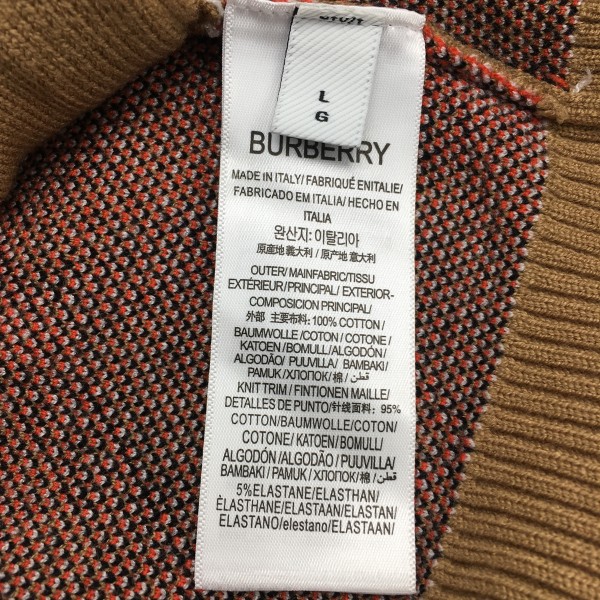 L
G
BURBERRY
MADE IN ITALY/ FABRIQUÉ ENITALIE/
FABRICADO EM ITALIA/ HECHO EN
ITALIA
완산지: 이탈리아
原産地 義大利 / 原产地 意大利
OUTER/ MAINFABRIC/TISSU
EXTÉRIEUR/PRINCIPAL/ EXTERIOR-
COMPOSICION PRINCIPAL/
外部 主要布料: 100% COTTON/
BAUMWOLLE /COTON/ COTONE/
KATOEN/ BOMULL/ALGODÓN/
ALGODÃO/ PUUVILLA/ BAMBAKI/
PAMUK/ХЛОПОК/棉/ قطن/
KNIT TRIM / FINTIONEN MAILLE/
DETALLES DE PUNTO/针线面料: 95%
COTTON/BAUMWOLLE/COTON/
COTONE/ KATOEN/ BOMULL/
ALGODÓN/ALGODÃO/ PUUVILLA/
BAMBAKI/ PAMUK/ХЛОПОК/棉/ قطن/
5%ELASTANE/ELASTHAN/
ÉLASTHANE/ELASTAAN/ELASTAN/
ELASTANO/elestano/ELASTAAN/